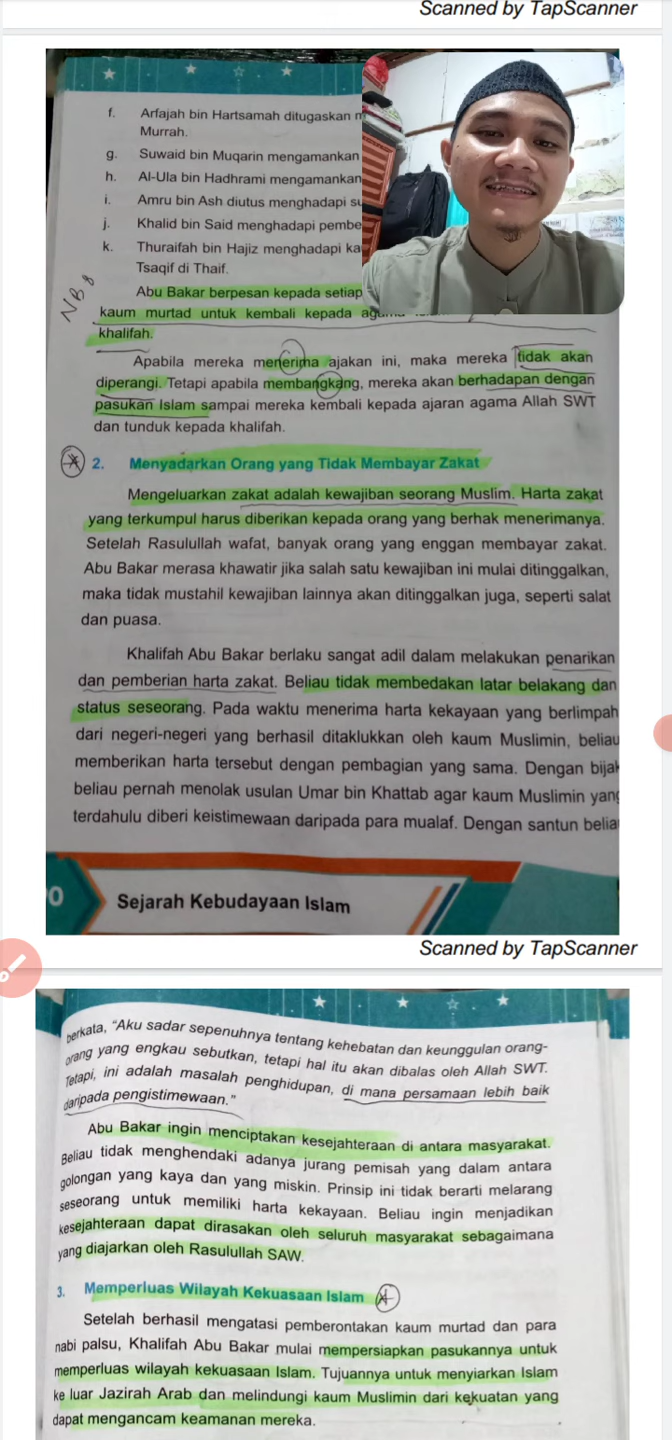 Scanned by TapScanner
f. Arfajah bin Hartsamah ditugaskan
Murrah.
g. Suwaid bin Muqarin mengamankan
h. Al-Ula bin Hadhrami mengamankan
i. Amru bin Ash diutus menghadapi
j. Khalid bin Said menghadapi
k. Thuraifah bin Hajiz menghadapi
Tsaqif di Thaif.
NB
Abu Bakar berpesan kepada setiap
kaum murtad untuk kembali kepada
khalifah.
Apabila mereka menerima ajakan ini, maka mereka tidak akan
diperangi. Tetapi apabila membangkang, mereka akan berhadapan dengan
pasukan Islam sampai mereka kembali kepada ajaran agama Allah SWT
dan tunduk kepada khalifah.
2. Menyadarkan Orang yang Tidak Membayar Zakat
Mengeluarkan zakat adalah kewajiban seorang Muslim. Harta zakat
yang terkumpul harus diberikan kepada orang yang berhak menerimanya.
Setelah Rasulullah wafat, banyak orang yang enggan membayar zakat.
Abu Bakar merasa khawatir jika salah satu kewajiban ini mulai ditinggalkan,
maka tidak mustahil kewajiban lainnya akan ditinggalkan juga, seperti salat
dan puasa.
Khalifah Abu Bakar berlaku sangat adil dalam melakukan penarikan
dan pemberian harta zakat. Beliau tidak membedakan latar belakang dan
status seseorang. Pada waktu menerima harta kekayaan yang berlimpah
dari negeri-negeri yang berhasil ditaklukkan oleh kaum Muslimin, beliau
memberikan harta tersebut dengan pembagian yang sama. Dengan bijak
beliau pernah menolak usulan Umar bin Khattab agar kaum Muslimin yang
terdahulu diberi keistimewaan daripada para mualaf. Dengan santun
0 Sejarah Kebudayaan Islam
Scanned by TapScanner
berkata, "Aku sadar sepenuhnya tentang kehebatan dan keunggulan orang-
orang yang engkau sebutkan, tetapi hal itu akan dibalas oleh Allah SWT.
Tetapi, ini adalah masalah penghidupan, di mana persamaan lebih baik
daripada pengistimewaan."
Abu Bakar ingin menciptakan kesejahteraan di antara masyarakat.
Beliau tidak menghendaki adanya jurang pemisah yang dalam antara
golongan yang kaya dan yang miskin. Prinsip ini tidak berarti melarang
seseorang untuk memiliki harta kekayaan. Beliau ingin menjadikan
kesejahteraan dapat dirasakan oleh seluruh masyarakat sebagaimana
yang diajarkan oleh Rasulullah SAW.
3. Memperluas Wilayah Kekuasaan Islam
Setelah berhasil mengatasi pemberontakan kaum murtad dan para
nabi palsu, Khalifah Abu Bakar mulai mempersiapkan pasukannya untuk
memperluas wilayah kekuasaan Islam. Tujuannya untuk menyiarkan Islam
ke luar Jazirah Arab dan melindungi kaum Muslimin dari kekuatan yang
dapat mengancam keamanan mereka.